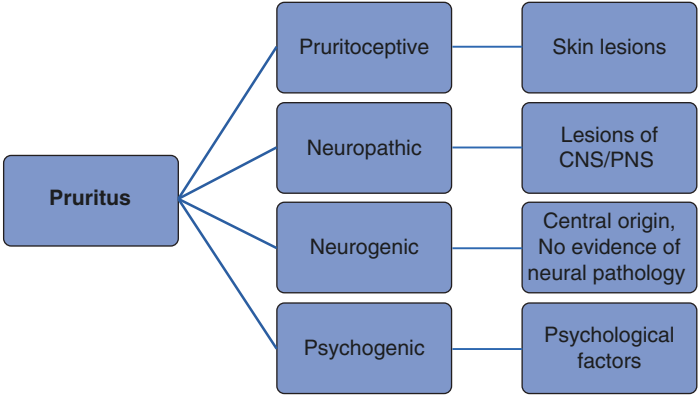 Pruritus
Pruritoceptive
Skin lesions
Neuropathic
Lesions of
CNS/PNS
Neurogenic
Central origin,
No evidence of
neural pathology
Psychogenic
Psychological
factors